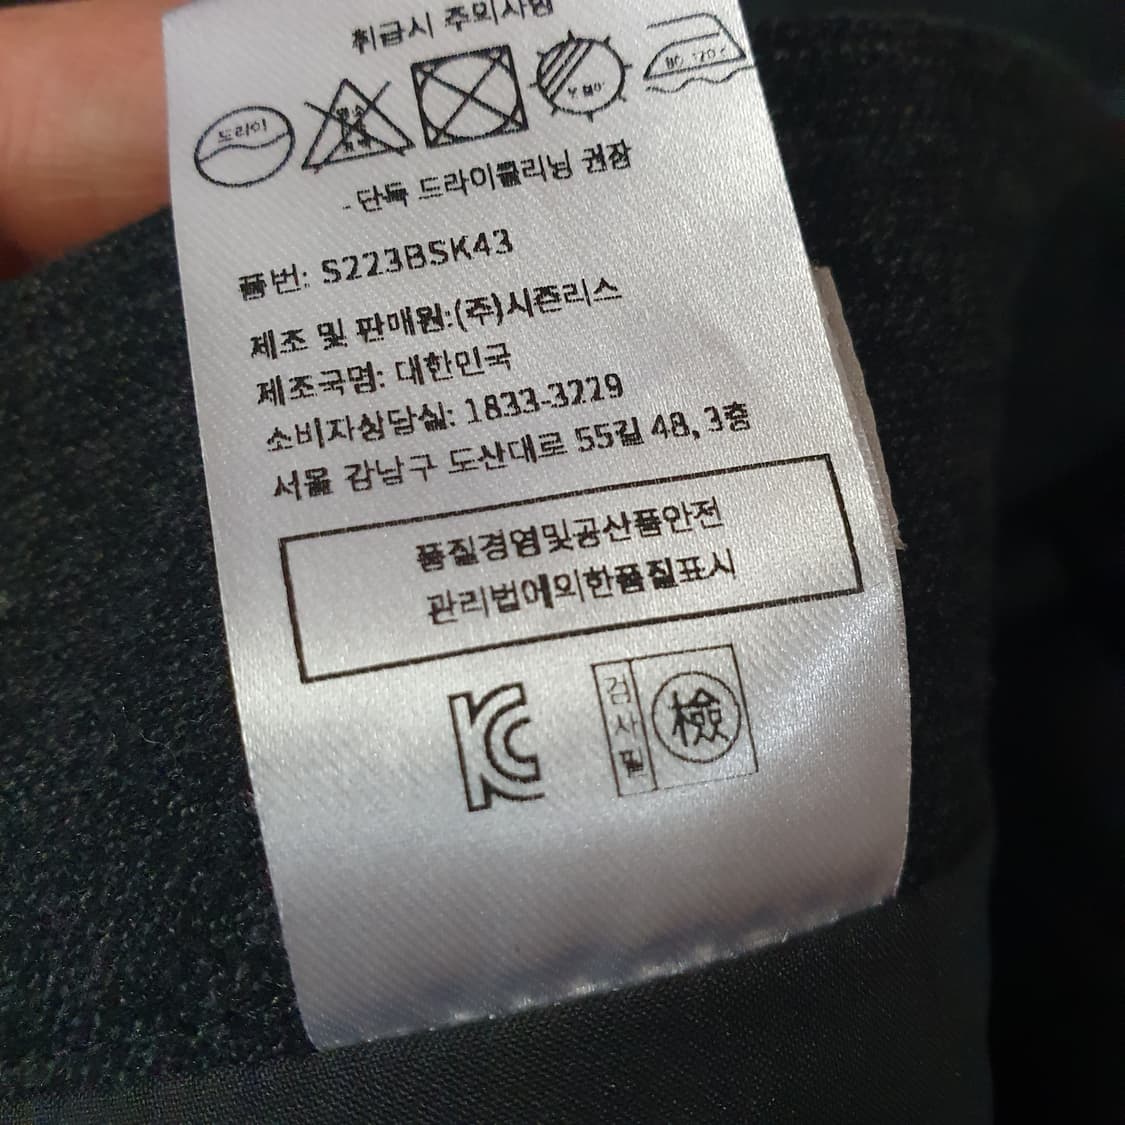 취급시 주의사항
드라이
- 단독 드라이클리닝 권장
품번: S223BSK43
제조 및 판매원:(주)시즌리스
제조국명: 대한민국
소비자상담실: 1833-3229
서울 강남구 도산대로 55길 48, 3층
품질경영및공산품안전
관리법에의한품질표시
검사필
檢